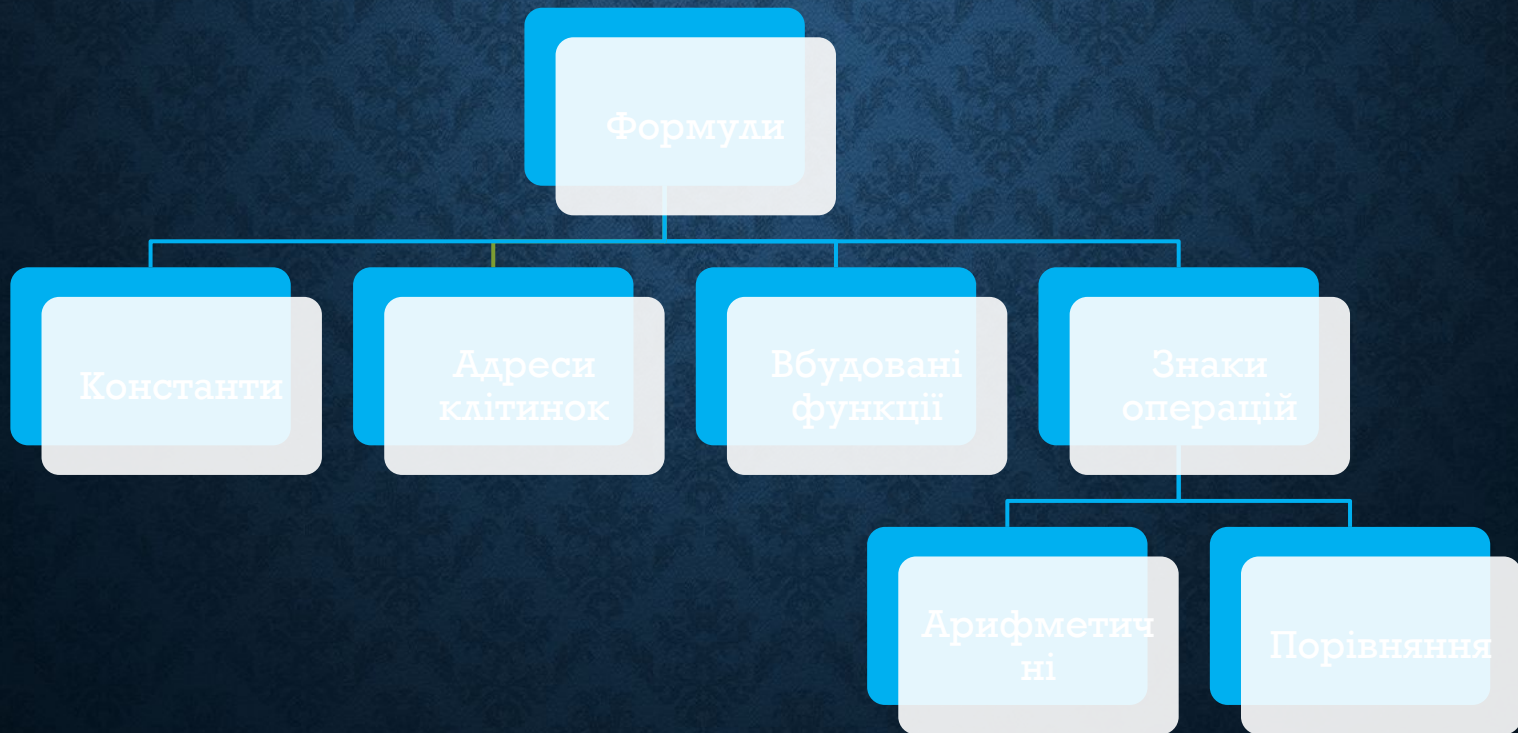 Формули
Константи
Адреси
клітинок
Вбудовані
функції
Знаки
операцій
Арифметич
ні
Порівняння